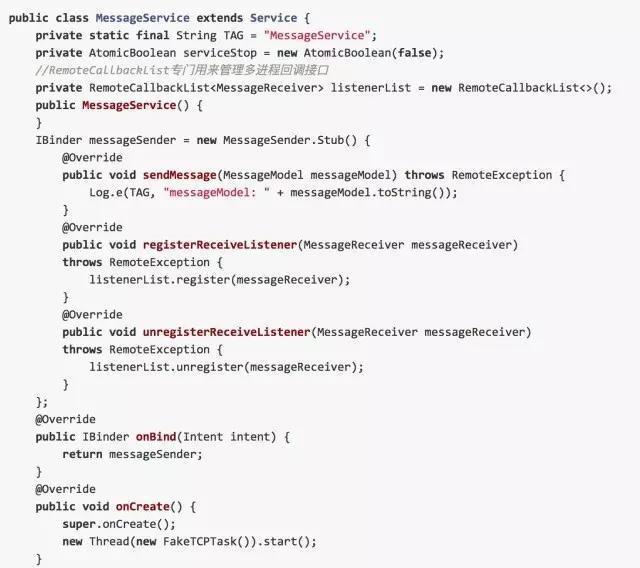 public class MessageService extends Service {
    private static final String TAG = "MessageService";
    private AtomicBoolean serviceStop = new AtomicBoolean(false);
    //RemoteCallbackList专门用来管理多进程回调接口
    private RemoteCallbackList<MessageReceiver> listenerList = new RemoteCallbackList<>();
    public MessageService() {
    }
    IBinder messageSender = new MessageSender.Stub() {
        @Override
        public void sendMessage(MessageModel messageModel) throws RemoteException {
            Log.e(TAG, "messageModel: " + messageModel.toString());
        }
        @Override
        public void registerReceiveListener(MessageReceiver messageReceiver)
        throws RemoteException {
            listenerList.register(messageReceiver);
        }
        @Override
        public void unregisterReceiveListener(MessageReceiver messageReceiver)
        throws RemoteException {
            listenerList.unregister(messageReceiver);
        }
    };
    @Override
    public IBinder onBind(Intent intent) {
        return messageSender;
    }
    @Override
    public void onCreate() {
        super.onCreate();
        new Thread(new FakeTCPTask()).start();
    }